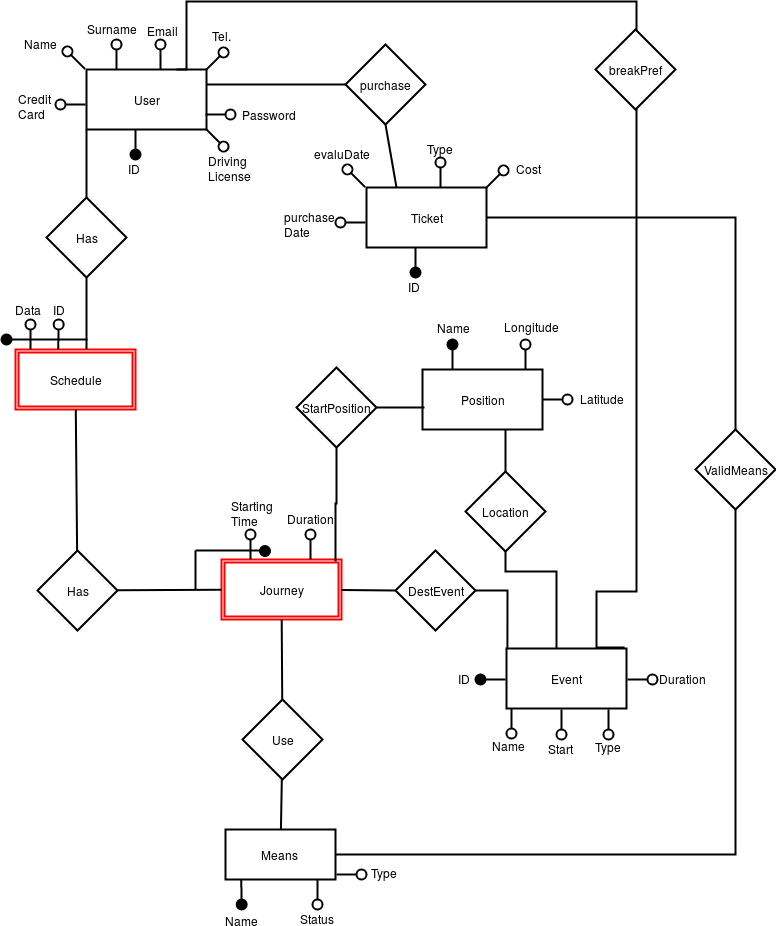 Surname
Email
Tel.
Name
breakPref
purchase
Credit
Card
User
Password
evaluDate
Type
Driving
License
ID
Cost
purchase
Date
Ticket
Has
ID
Data
ID
Name
Longitude
Schedule
StartPosition
Position
Latitude
ValidMeans
Starting
Time
Duration
Location
Has
Journey
DestEvent
ID
Event
Duration
Use
Name
Start
Type
Means
Type
Name
Status